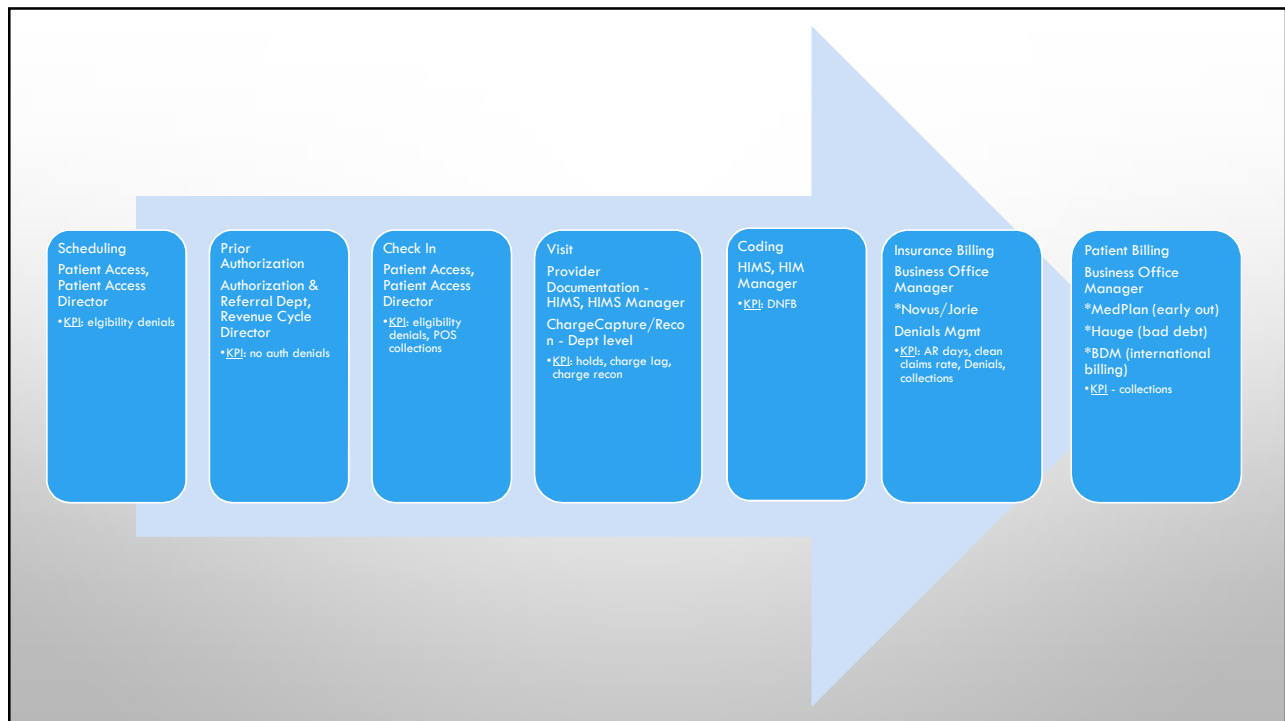 Scheduling
Patient Access,
Patient Access
Director
•KPI: elgibility denials
Prior
Authorization
Authorization &
Referral Dept,
Revenue Cycle
Director
•KPI: no auth denials
Check In
Patient Access,
Patient Access
Director
•KPI: eligibility
denials, POS
collections
Visit
Provider
Documentation -
HIMS, HIMS Manager
ChargeCapture/Reco
n - Dept level
•KPI: holds, charge lag,
charge recon
Coding
HIMS, HIM
Manager
•KPI: DNFB
Insurance Billing
Business Office
Manager
*Novus/Jorie
Denials Mgmt
•KPI: AR days, clean
claims rate, Denials,
collections
Patient Billing
Business Office
Manager
*MedPlan (early out)
*Hauge (bad debt)
*BDM (international
billing)
•KPI - collections